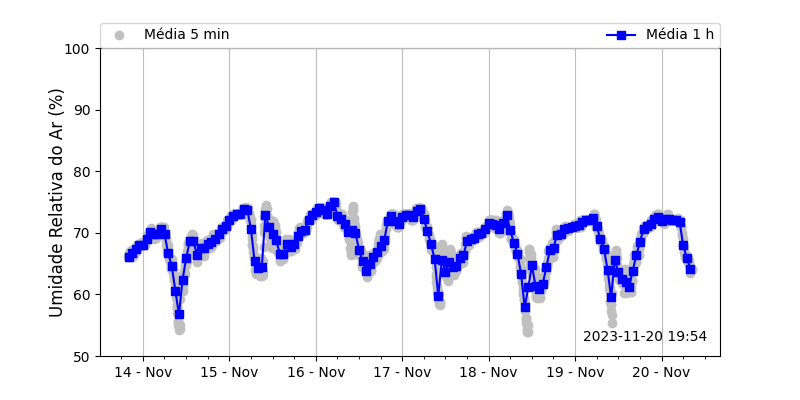 Média 5 min
Média 1 h
100
90
80
70
60
50
Umidade Relativa do Ar (%)
2023-11-20 19:54
14 - Nov
15 - Nov
16 - Nov
17 - Nov
18 - Nov
19 - Nov
20 - Nov